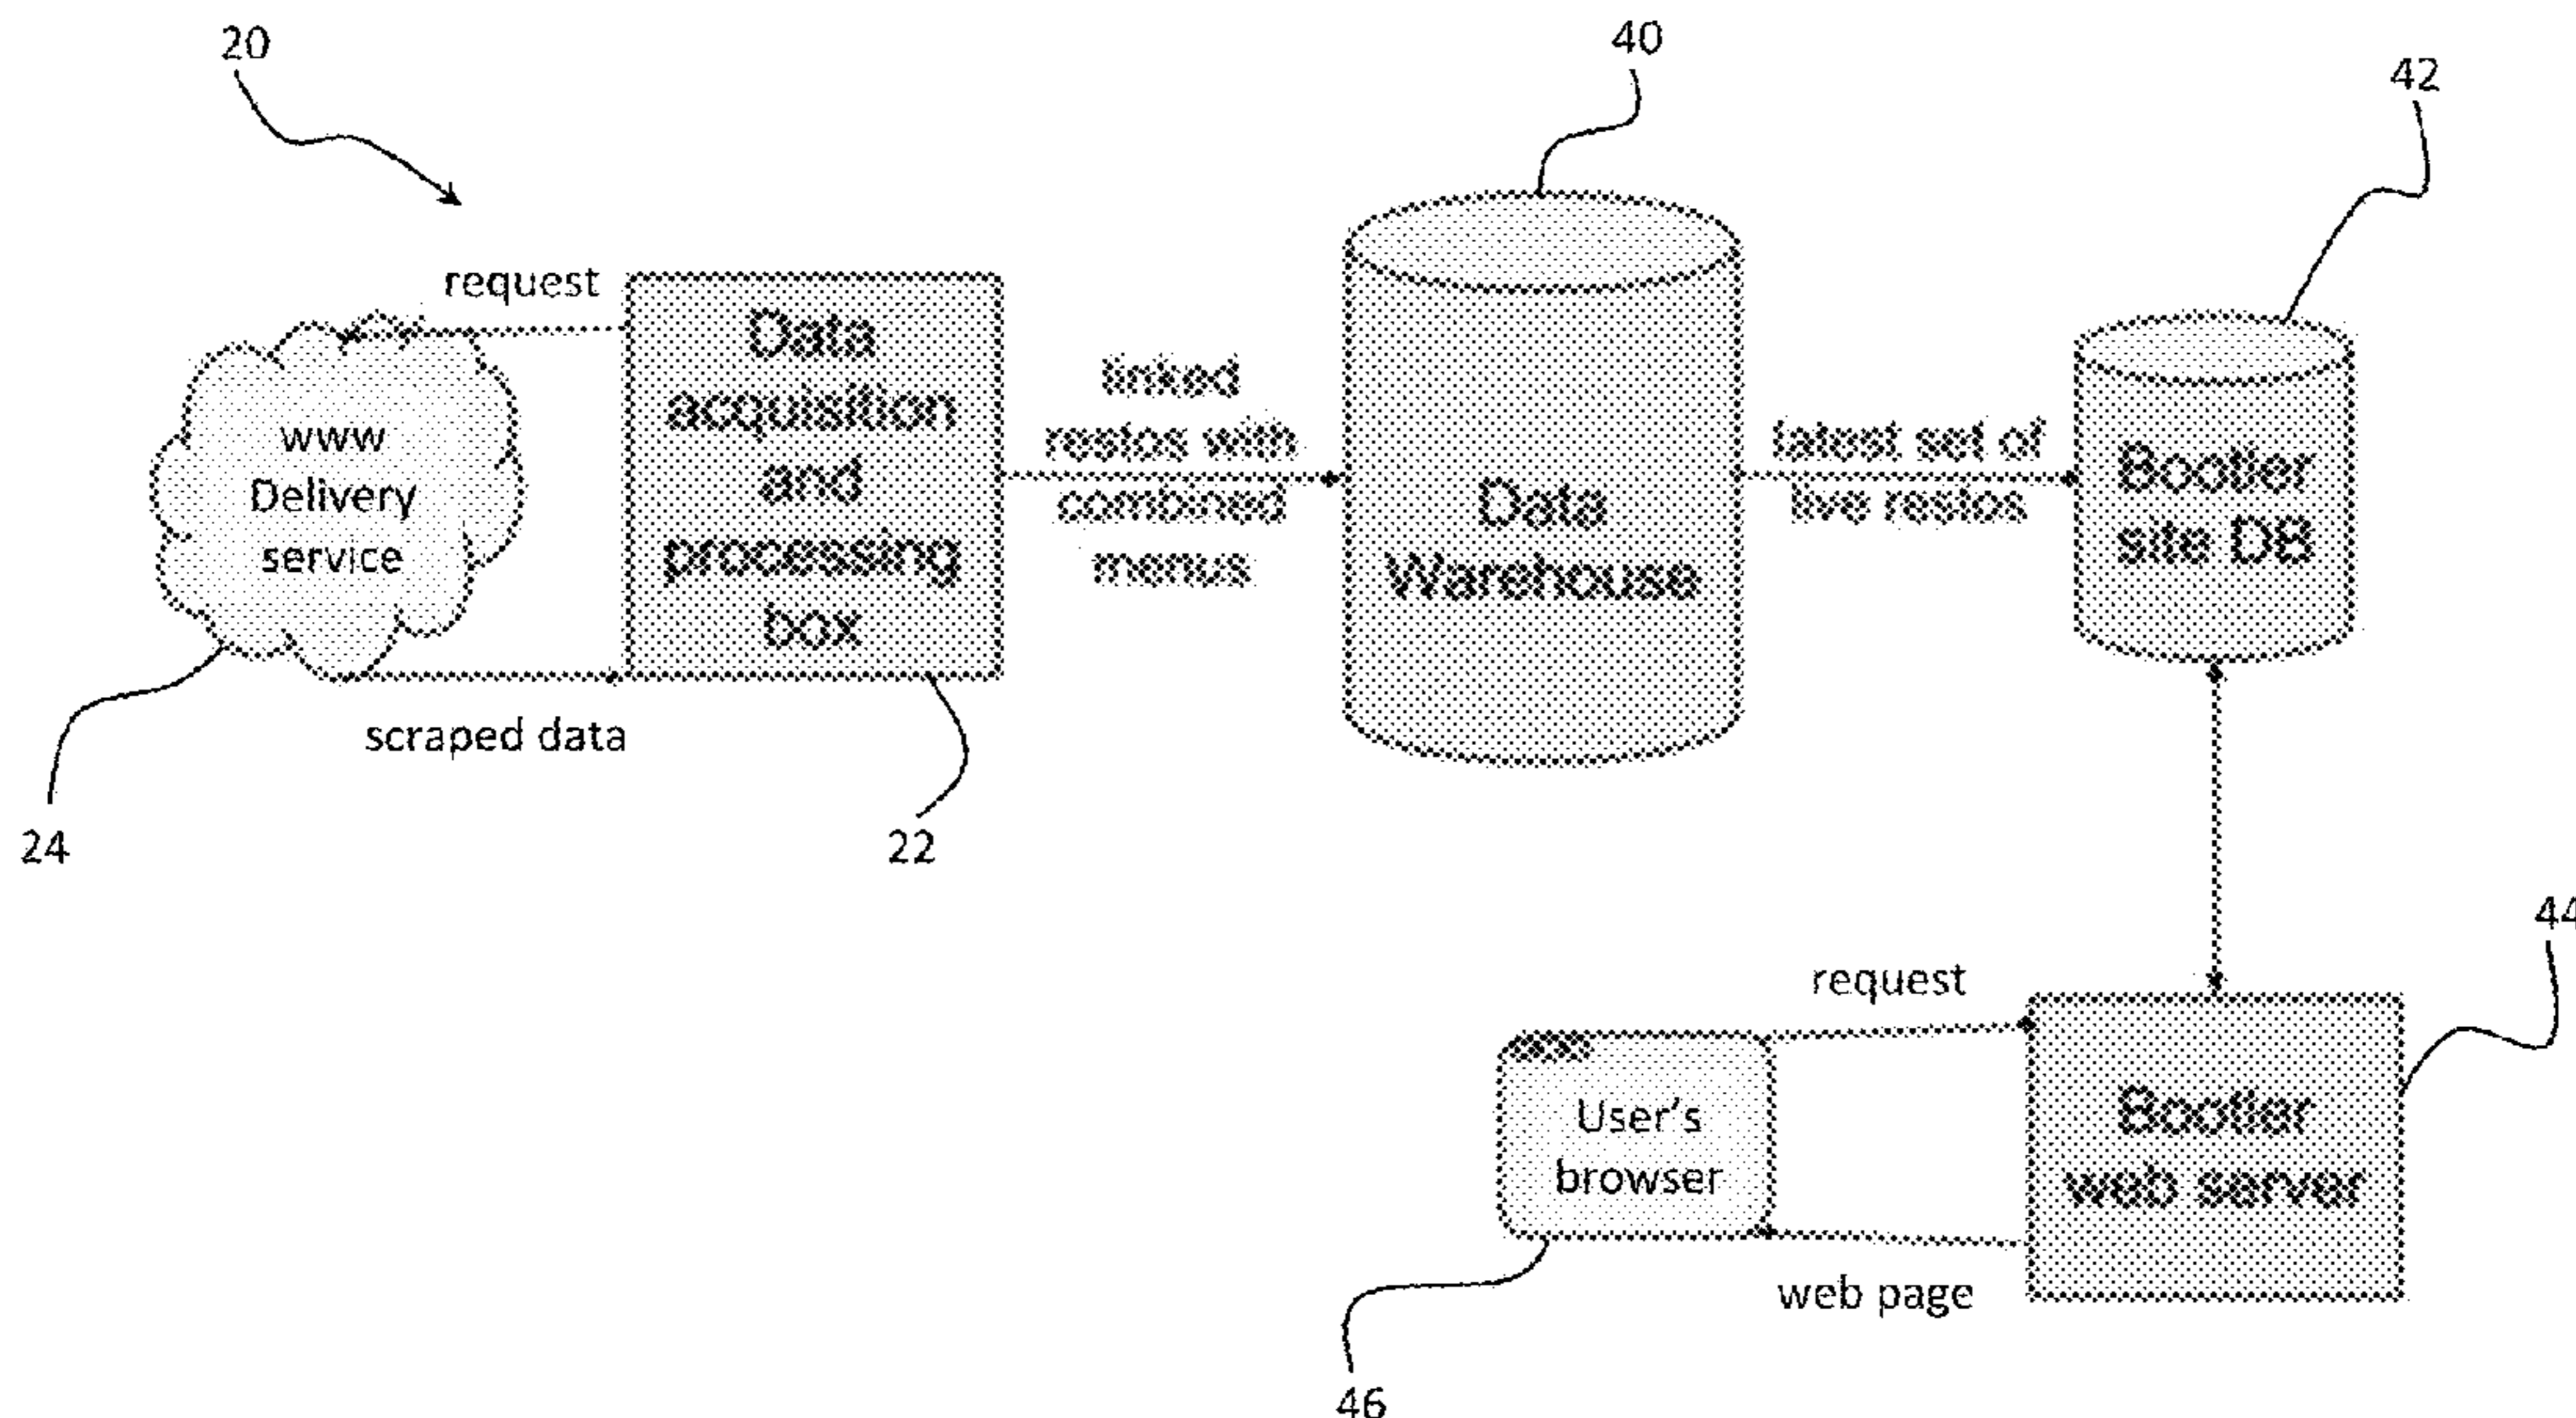 20
40
42
request
www
Delivery
service
Data
acquisition
and
processing
box
linked
restos with
combined
menus
Data
Warehouse
latest set of
live restos
Bootler
site DB
scraped data
24
22
44
request
User's
browser
Bootler
web server
web page
46